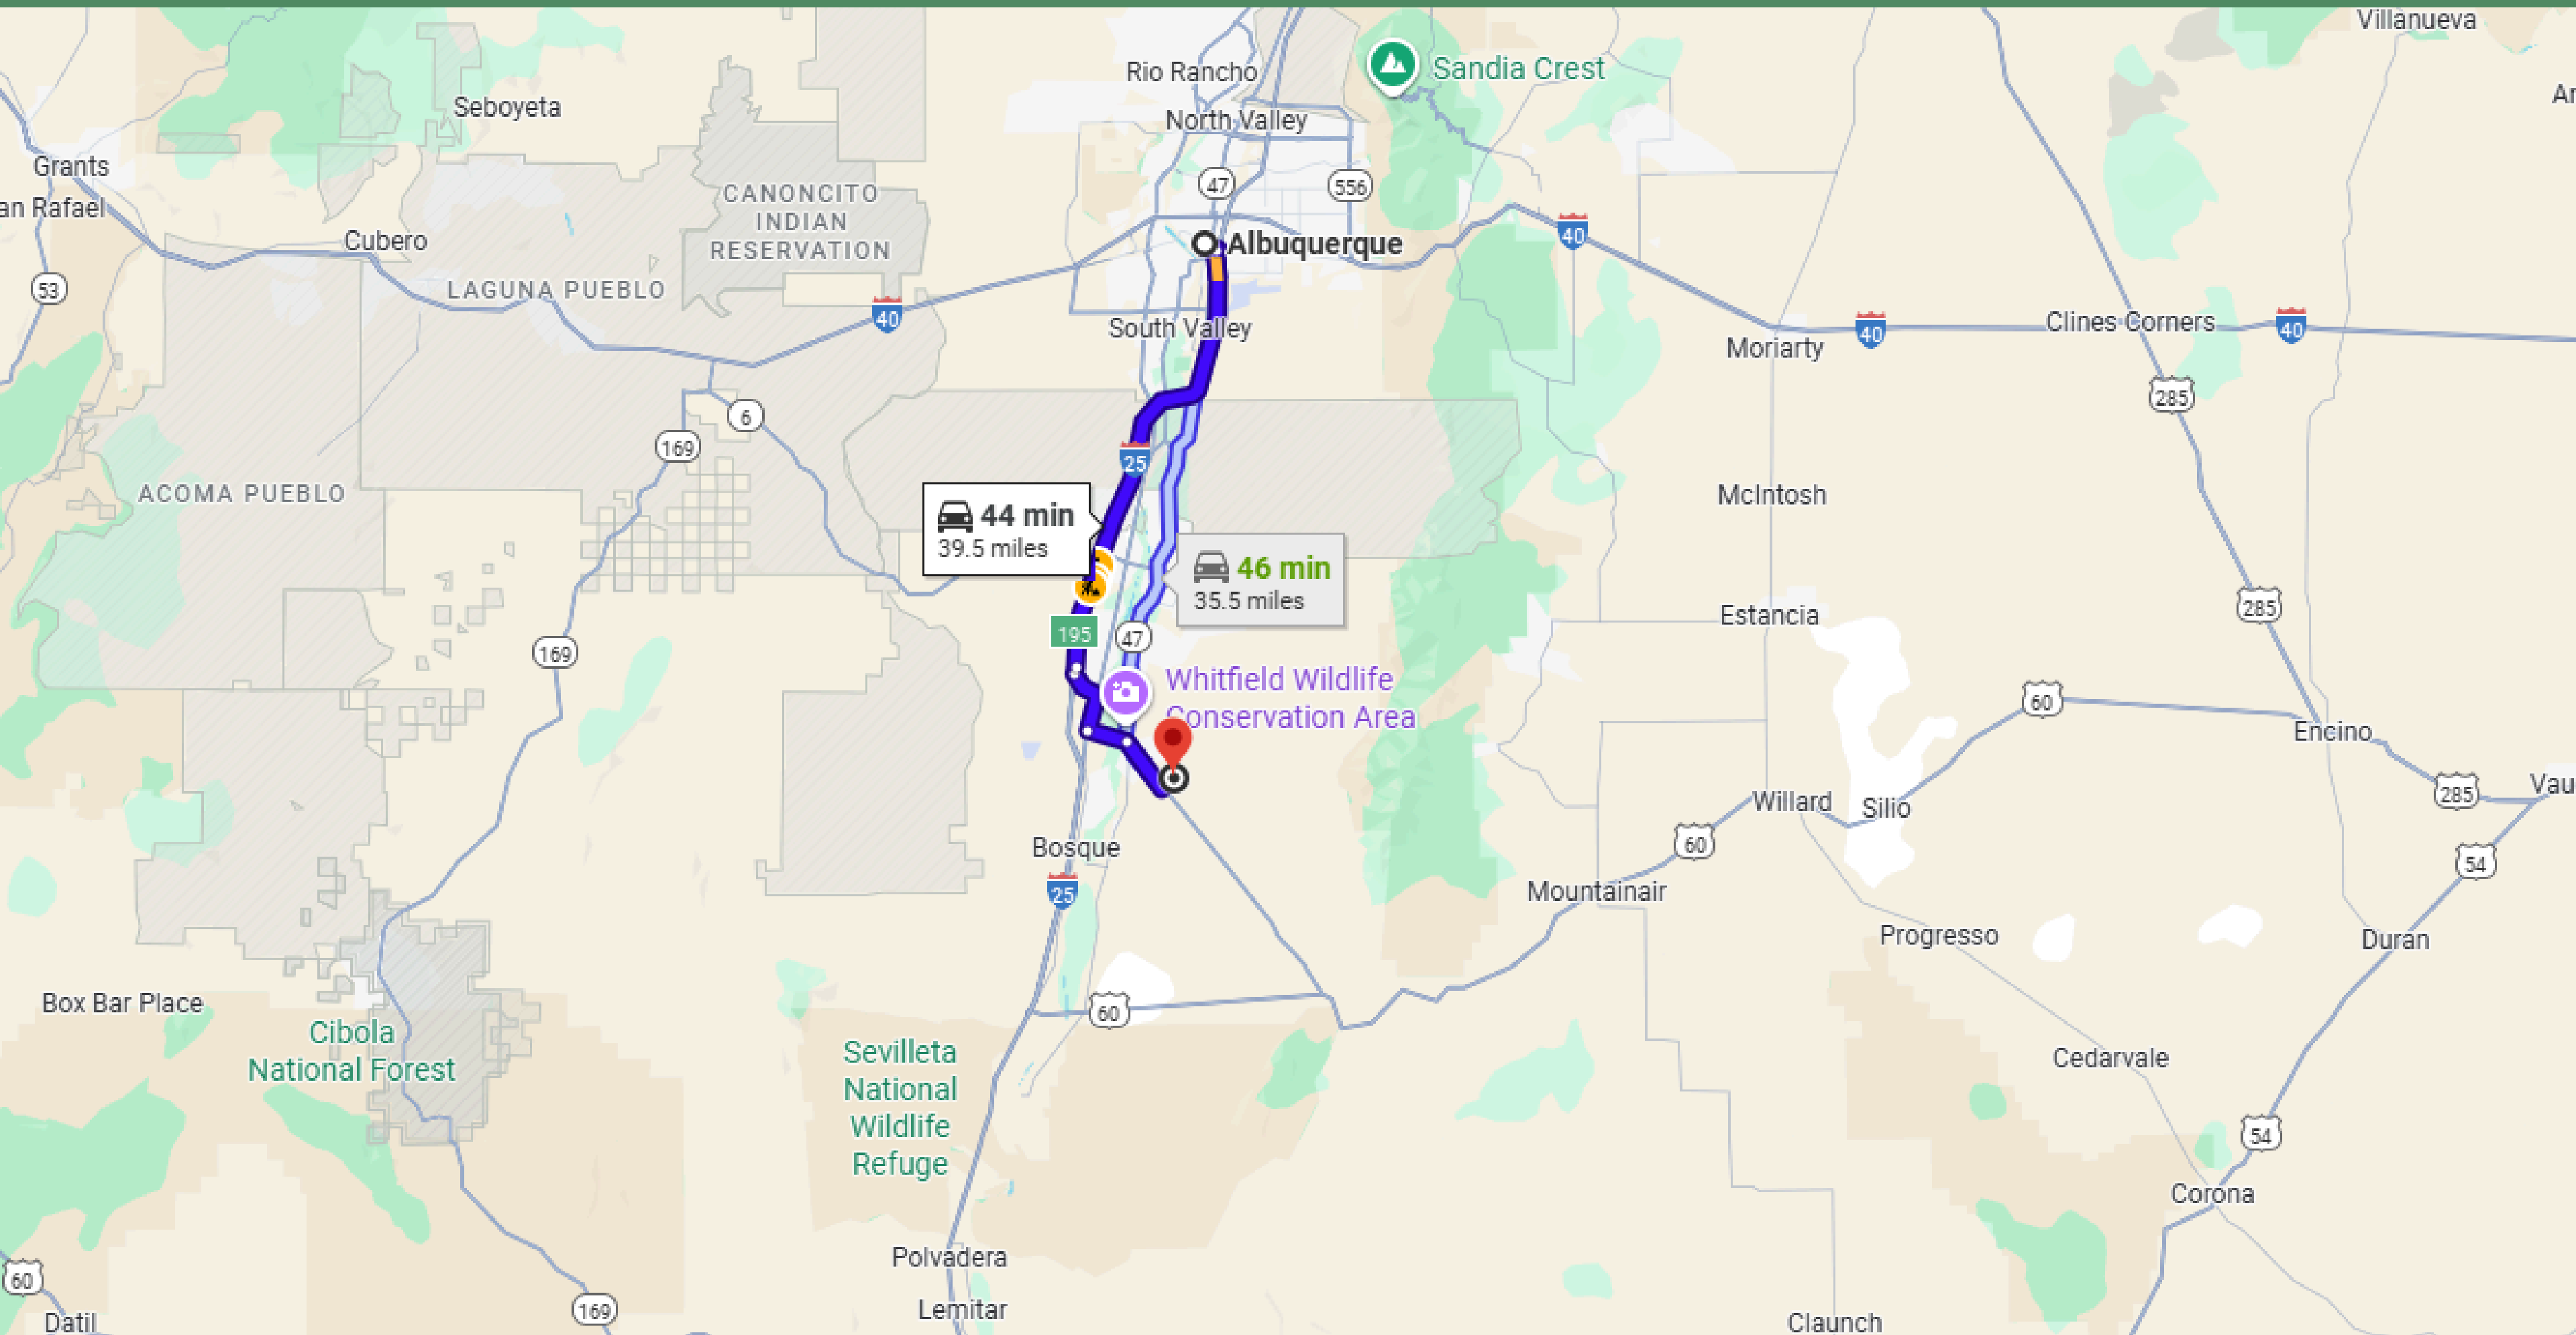 Villanueva
Rio Rancho
Sandia Crest
Seboyeta
Ar
North Valley
Grants
CANONCITO
INDIAN
RESERVATION
47
556
an Rafael
Cubero
Albuquerque
40
53
LAGUNA PUEBLO
40
South Valley
Clines Corners
40
40
Moriarty
285
6
169
25
ACOMA PUEBLO
McIntosh
44 min
39.5 miles
46 min
35.5 miles
285
Estancia
195
47
169
Whitfield Wildlife
Conservation Area
60
Encino
Vau
285
Willard
Silio
60
Bosque
54
25
Mountainair
Progresso
Duran
Box Bar Place
60
Cibola
National Forest
Sevilleta
National
Wildlife
Refuge
Cedarvale
54
Corona
Polvadera
60
169
Lemitar
Datil
Claunch